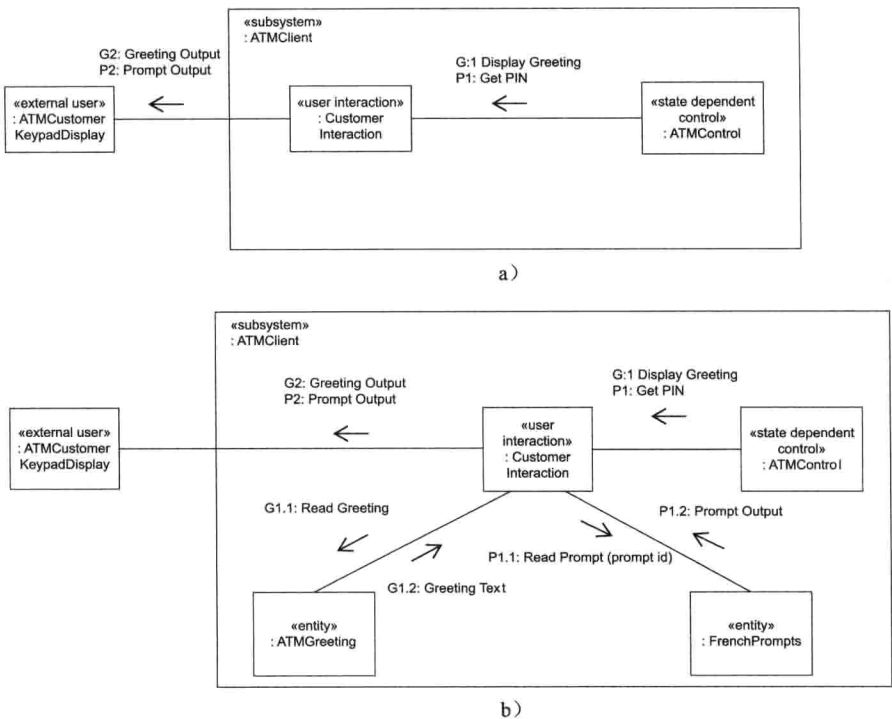 «subsystem»
: ATMClient
G2: Greeting Output
P2: Prompt Output
G:1 Display Greeting
P1: Get PIN
«external user»
: ATMCustomer
KeypadDisplay
«user interaction»
: Customer
Interaction
«state dependent
control»
: ATMControl
a)
«subsystem»
: ATMClient
G2: Greeting Output
P2: Prompt Output
G:1 Display Greeting
P1: Get PIN
«external user»
: ATMCustomer
KeypadDisplay
«user
interaction»
: Customer
Interaction
«state dependent
control»
: ATMControl
G1.1: Read Greeting
P1.2: Prompt Output
P1.1: Read Prompt (prompt id)
G1.2: Greeting Text
«entity»
: ATMGreeting
«entity»
: FrenchPrompts
b)